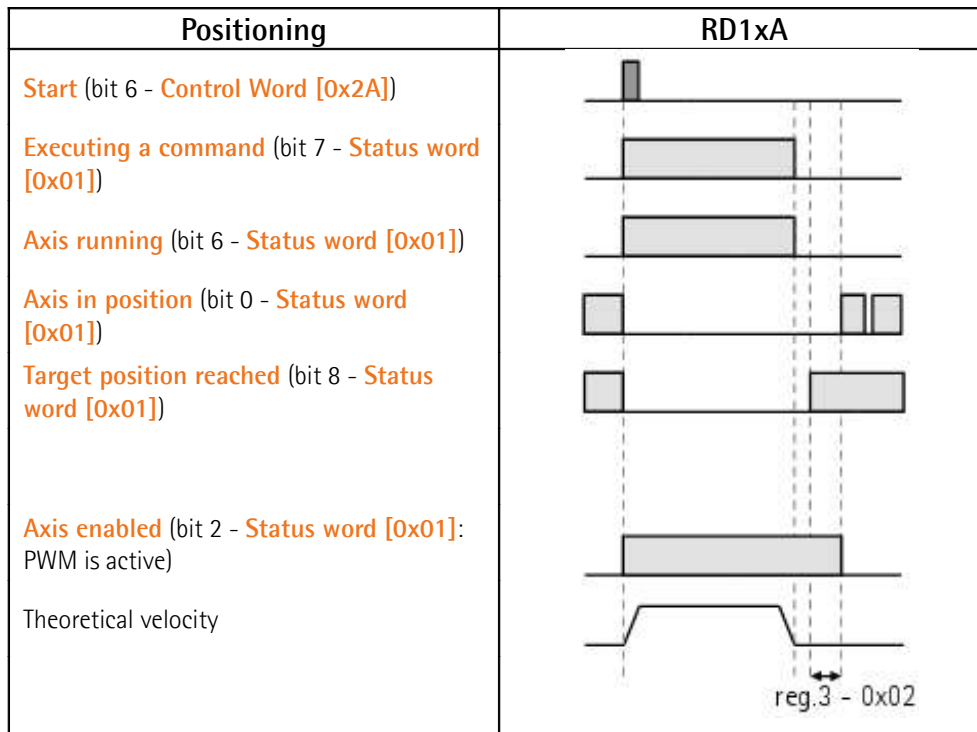 Positioning
RD1xA
Start (bit 6 - Control Word [0x2A])
Executing a command (bit 7 - Status word
[0x01])
Axis running (bit 6 - Status word [0x01])
Axis in position (bit 0 - Status word
[0x01])
Target position reached (bit 8 - Status
word [0x01])
Axis enabled (bit 2 - Status word [0x01]:
PWM is active)
Theoretical velocity
reg.3 - 0x02